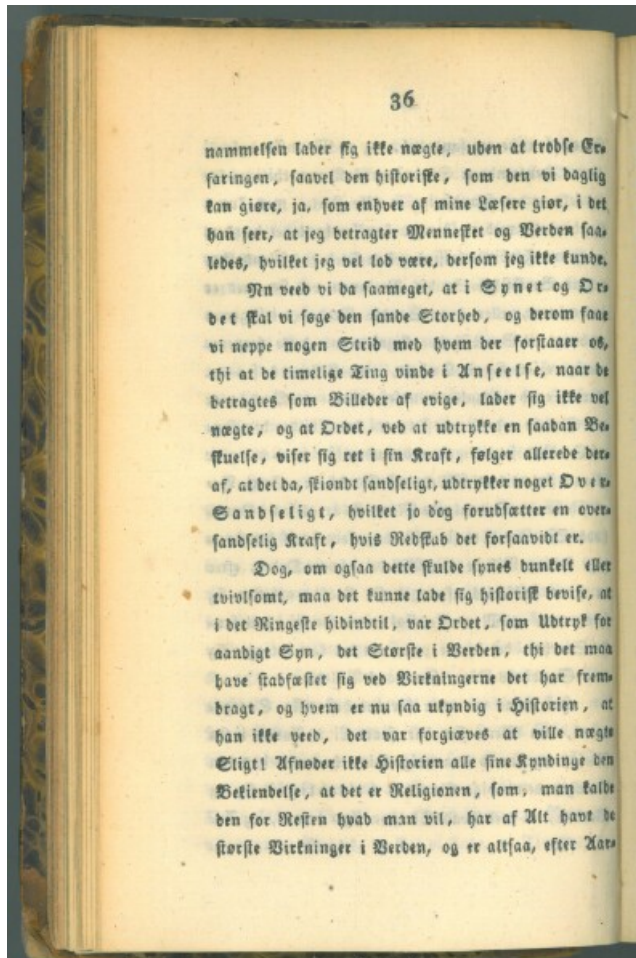 36
nammelsen lader sig ikke nægte, uden at trodse Er-
faringen, saavel den historiske, som den vi daglig
kan giøre, ja, som enhver af mine Læsere giør, i det
han seer, at jeg betragter Mennesket og Verden saa-
ledes, hvilket jeg vel lod være, dersom jeg ikke kunde.
Nu veed vi da saameget, at i Synet og Or-
det skal vi søge den sande Storhed, og derom faae
vi neppe nogen Strid med hvem der forstaaer os,
thi at de timelige Ting vinde i Anseelse, naar de
betragtes som Billeder af evige, lader sig ikke vel
nægte, og at Ordet, ved at udtrykke en saadan Be-
skuelse, viser sig ret i sin Kraft, følger allerede der-
af, at det da, skiøndt sandseligt, udtrykker noget Over-
Sandseligt, hvilket jo dog forudsætter en over-
sandselig Kraft, hvis Redskab det forsaavidt er.
Dog, om ogsaa dette skulde synes dunkelt eller
tvivlsomt, maa det kunne lade sig historisk bevise, at
i det Ringeste hidindtil, var Ordet, som Udtryk for
aandigt Syn, det Største i Verden, thi det maa
have stadfæstet sig ved Virkningerne det har frem-
bragt, og hvem er nu saa ukyndig i Historien, at
han ikke veed, det var forgiæves at ville nægte
Sligt! Afnøder ikke Historien alle sine Kyndinge den
Bekiendelse, at det er Religionen, som, man kalde
den for Resten hvad man vil, har af Alt havt de
største Virkninger i Verden, og er altsaa, efter Aar-